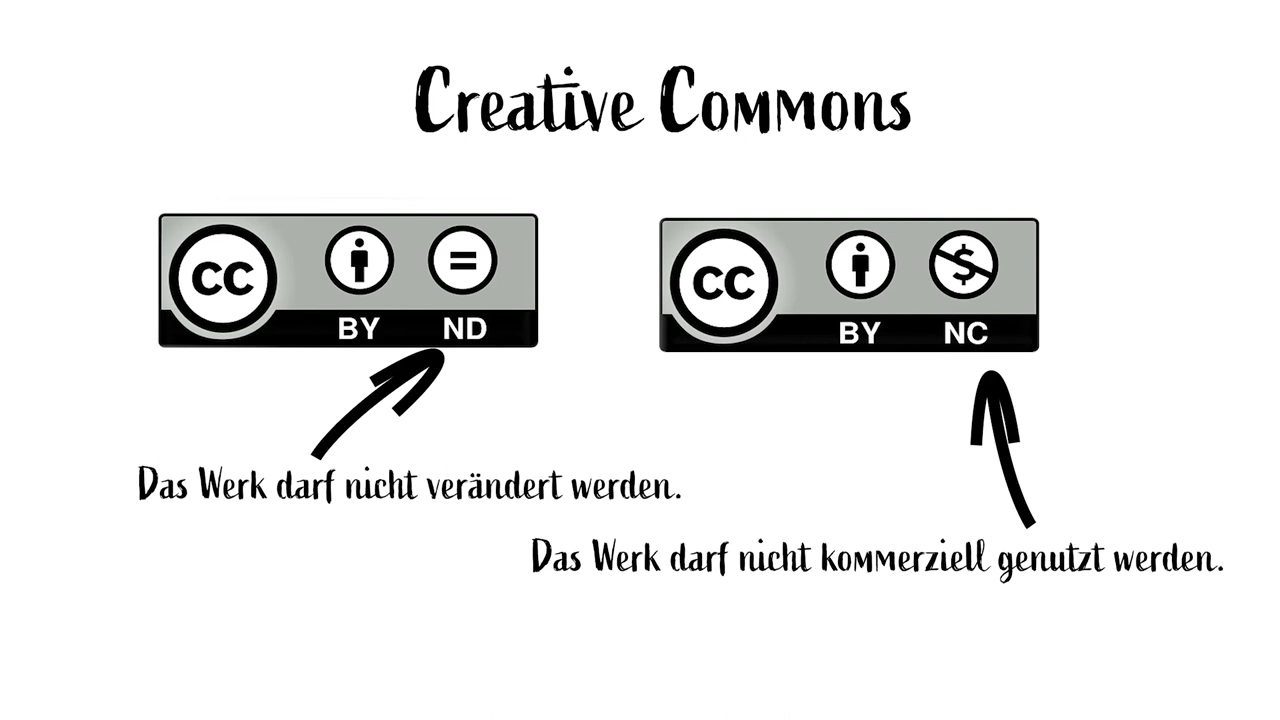 Creative Commons
CC BY ND
CC BY NC
Das Werk darf nicht verändert werden.
Das Werk darf nicht kommerziell genutzt werden.